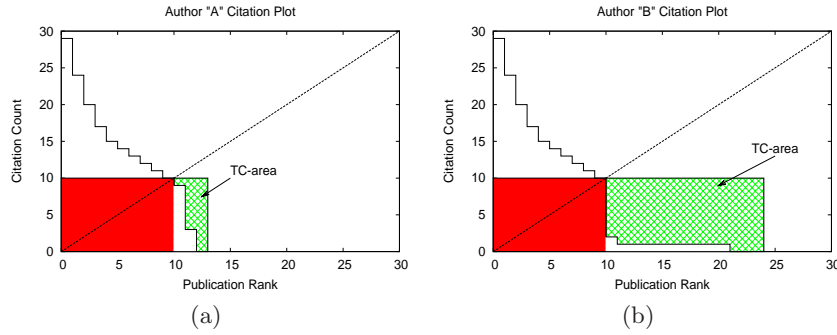 Author "A" Citation Plot
30
25
20
15
10
5
0
Citation Count
TC-area
0 5 10 15 20 25 30
Publication Rank
(a)
Author "B" Citation Plot
30
25
20
15
10
5
0
Citation Count
TC-area
0 5 10 15 20 25 30
Publication Rank
(b)